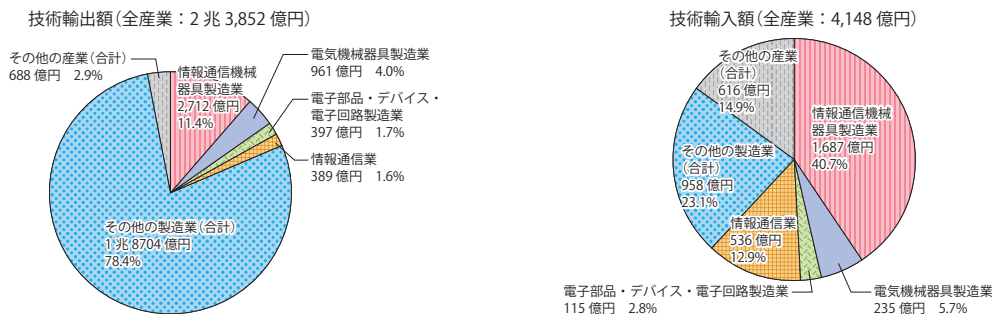 技術輸出額(全産業：2 兆 3,852 億円)
その他の産業(合計)
688 億円　2.9%
情報通信機械
器具製造業
2,712 億円
11.4%
電気機械器具製造業
961 億円　4.0%
電子部品・デバイス・
電子回路製造業
397 億円　1.7%
情報通信業
389 億円　1.6%
その他の製造業(合計)
1 兆 8704 億円
78.4%
技術輸入額(全産業：4,148 億円)
その他の産業
(合計)
616 億円
14.9%
情報通信機械
器具製造業
1,687 億円
40.7%
その他の製造業
(合計)
958 億円
23.1%
情報通信業
536 億円
12.9%
電子部品・デバイス・電子回路製造業
115 億円　2.8%
電気機械器具製造業
235 億円　5.7%